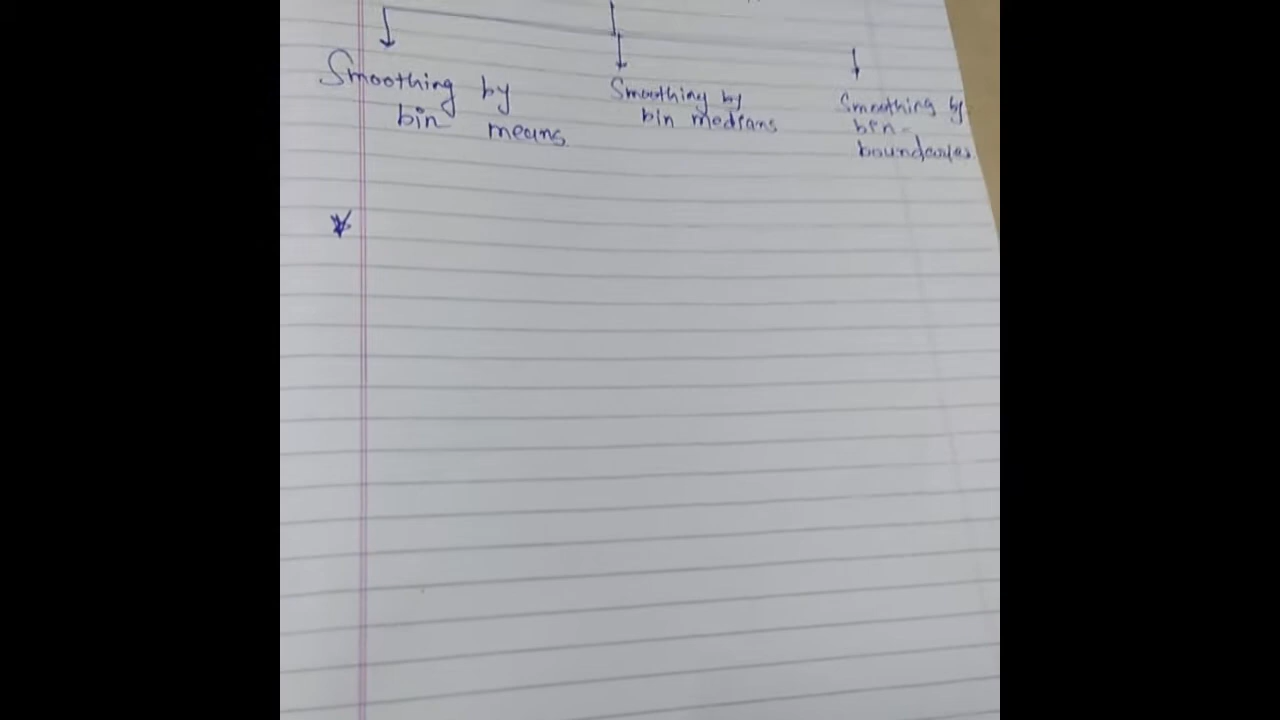 Smoothing by
bin means
Smoothing by
bin medians
Smoothing by
bin-
boundaries